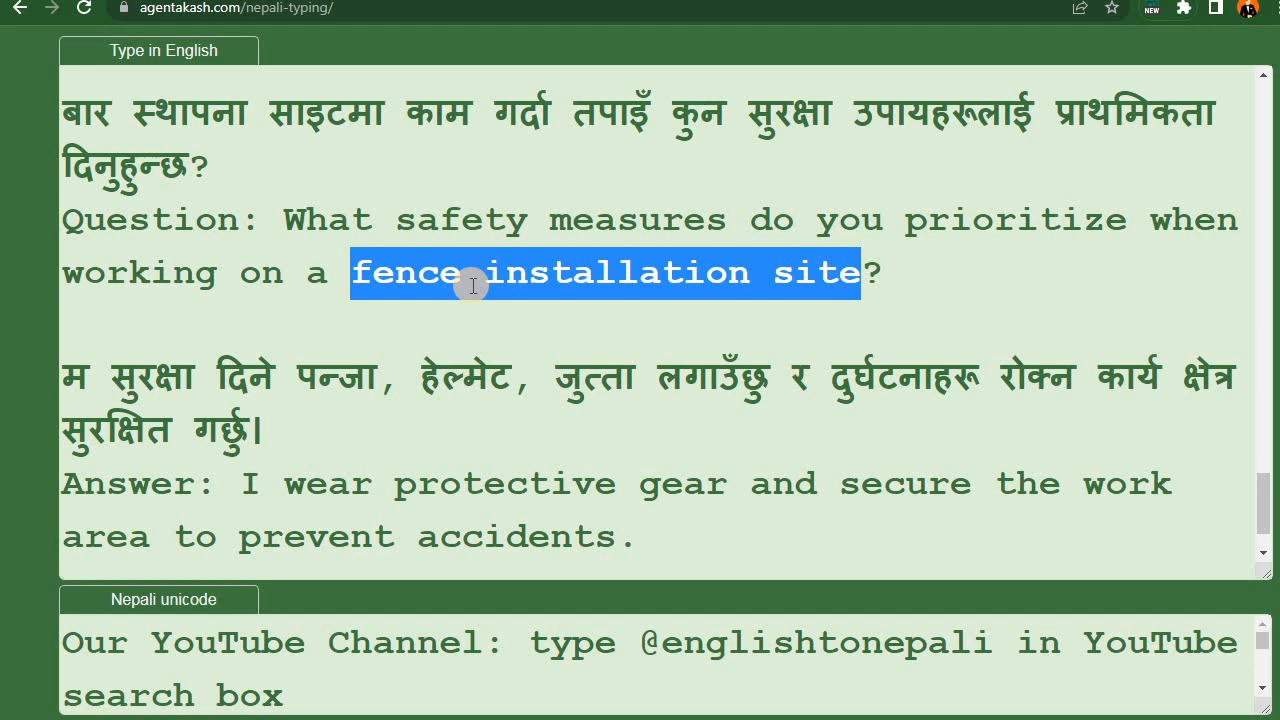 agentakash.com/nepali-typing/
NEW
Type in English
बार स्थापना साइटमा काम गर्दा तपाइँ कुन सुरक्षा उपायहरूलाई प्राथमिकता
दिनुहुन्छ?
Question: What safety measures do you prioritize when
working on a fence installation site?
म सुरक्षा दिने पन्जा, हेल्मेट, जुत्ता लगाउँछु र दुर्घटनाहरू रोक्न कार्य क्षेत्र
सुरक्षित गर्छु।
Answer: I wear protective gear and secure the work
area to prevent accidents.
Nepali unicode
Our YouTube Channel: type @englishtonepali in YouTube
search box